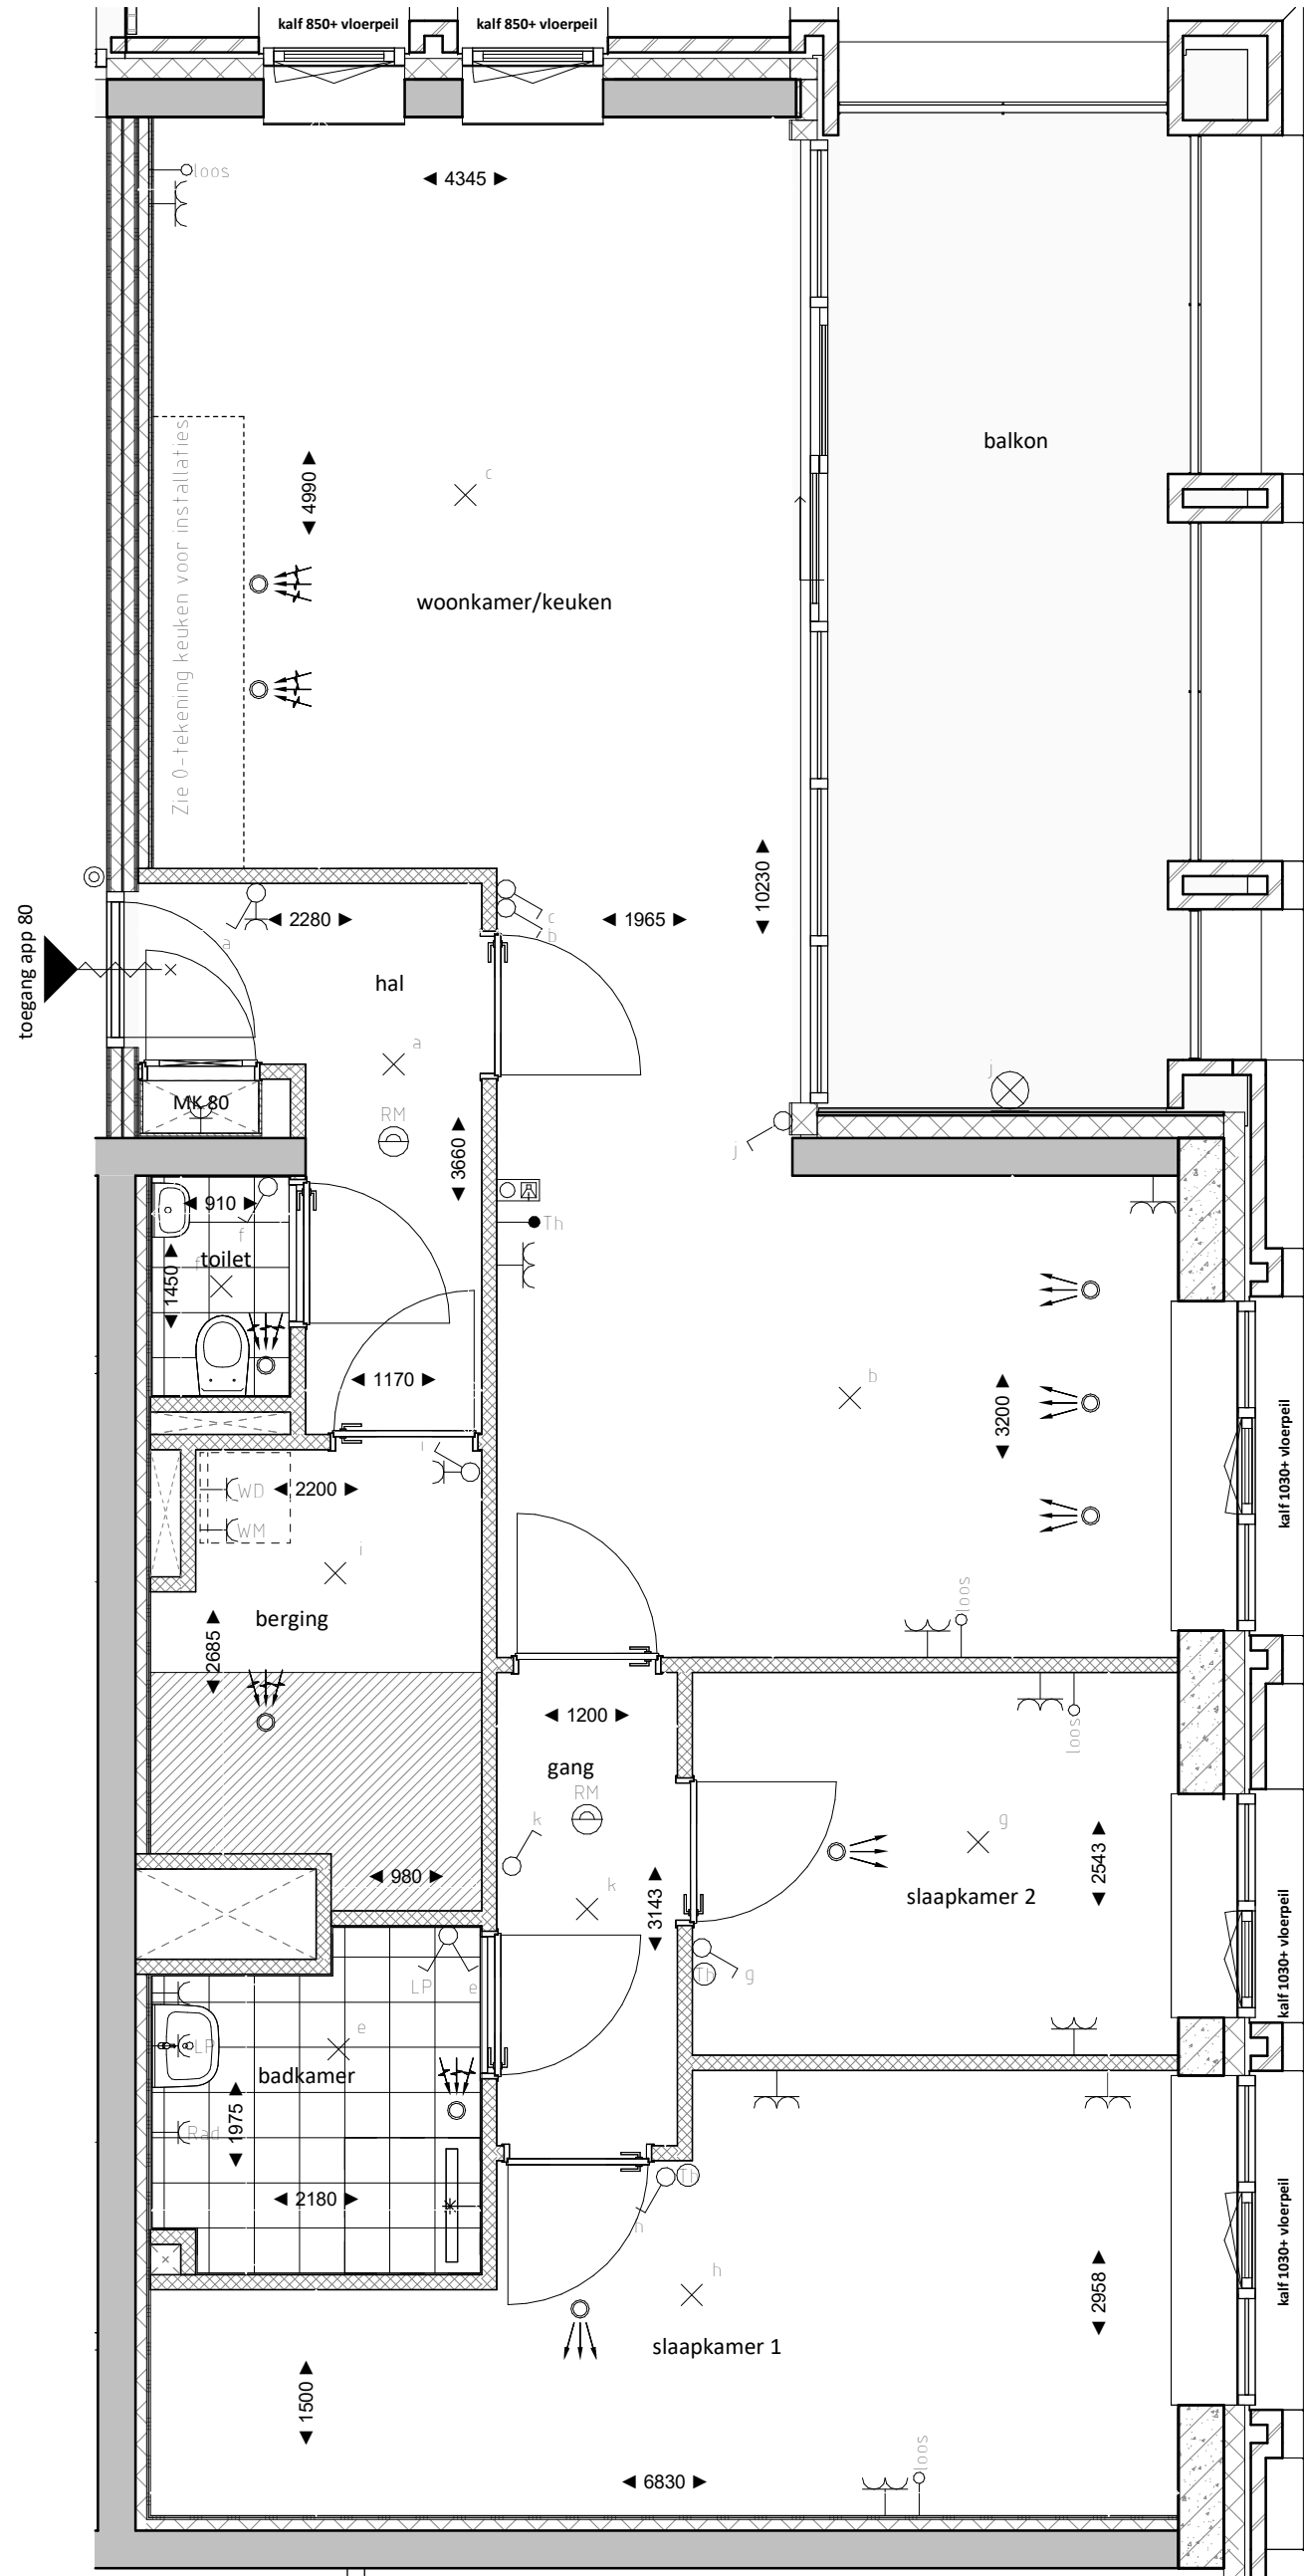 kalf 850+ vloerpeil
kalf 850+ vloerpeil
loos
◄ 4345 ►
balkon
c
◄ 4990 ►
Zie 0-tekening keuken voor installaties
woonkamer/keuken
◄ 10230 ►
toegang app 80
a
◄ 2280 ►
c
b
◄ 1965 ►
hal
a
MK 80
RM
j
j
◄ 3660 ►
◄ 910 ►
f
Th
toilet
f
◄ 1450 ►
◄ 1170 ►
b
◄ 3200 ►
kalf 1030+ vloerpeil
i
WD
◄ 2200 ►
WM
i
berging
loos
◄ 2685 ►
◄ 1200 ►
loos
gang
RM
k
g
◄ 2543 ►
◄ 980 ►
k
◄ 3143 ►
slaapkamer 2
kalf 1030+ vloerpeil
LP
e
Th
g
e
LP
badkamer
Rad
◄ 1975 ►
Th
◄ 2180 ►
h
h
◄ 2958 ►
kalf 1030+ vloerpeil
slaapkamer 1
◄ 1500 ►
loos
◄ 6830 ►